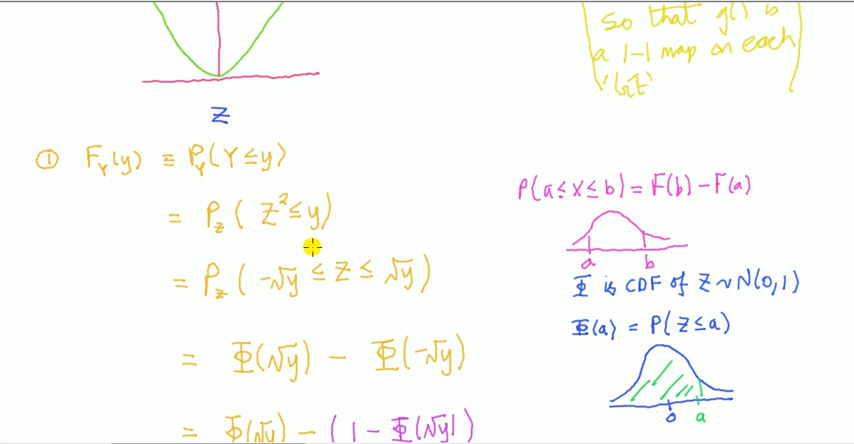 so that g() is
a 1-1 map on each
'bit'
Z
① F_Y(y) ≡ P_Y(Y ≤ y)
= P_Z( Z² ≤ y)
= P_Z( -√y ≤ Z ≤ √y)
= Φ(√y) - Φ(-√y)
= Φ(√y) - (1 - Φ(√y))
P(a ≤ X ≤ b) = F(b) - F(a)
a b
Φ is CDF of Z ~ N(0,1)
Φ(a) = P(Z ≤ a)
0 a